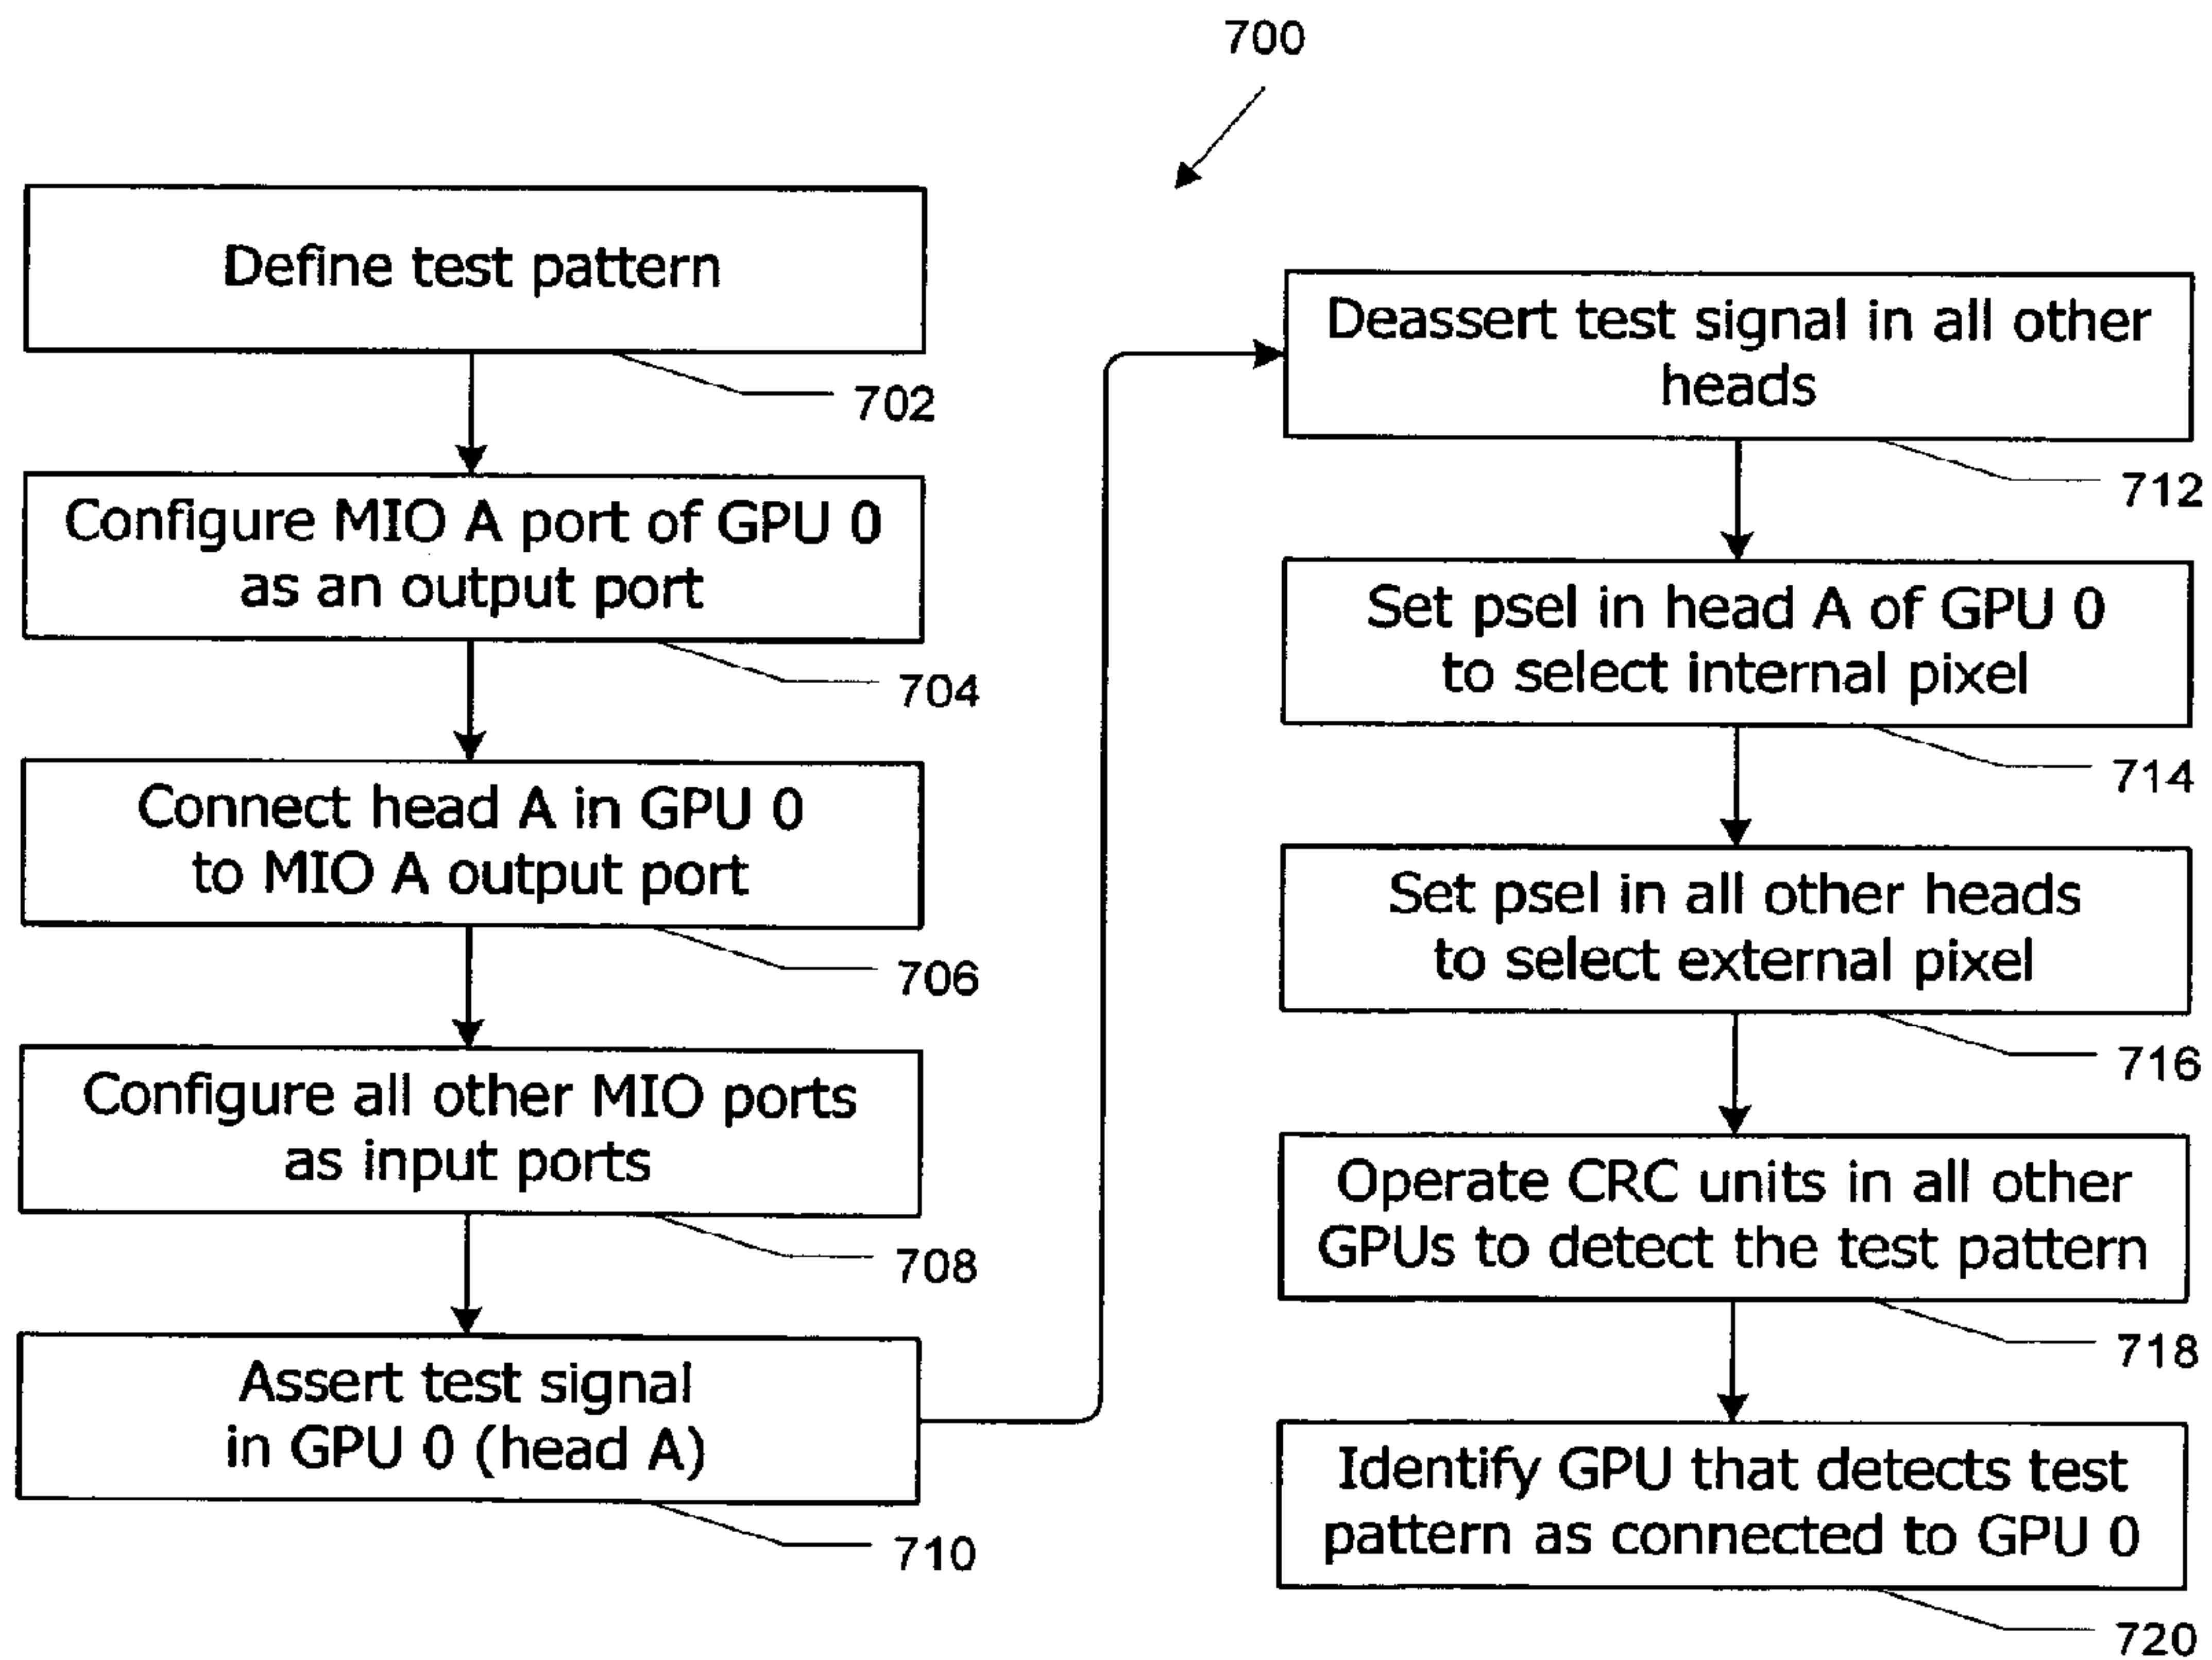 700
Define test pattern
702
Configure MIO A port of GPU 0
as an output port
704
Connect head A in GPU 0
to MIO A output port
706
Configure all other MIO ports
as input ports
708
Assert test signal
in GPU 0 (head A)
710
Deassert test signal in all other
heads
712
Set psel in head A of GPU 0
to select internal pixel
714
Set psel in all other heads
to select external pixel
716
Operate CRC units in all other
GPUs to detect the test pattern
718
Identify GPU that detects test
pattern as connected to GPU 0
720